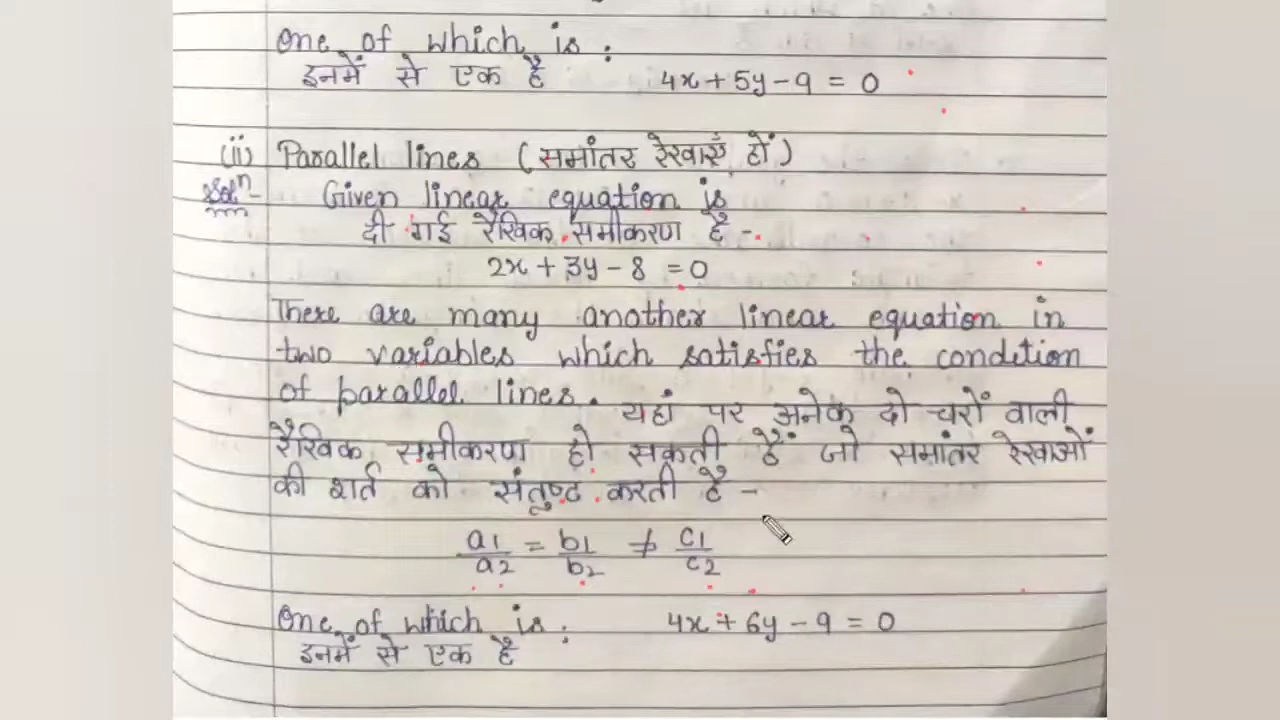 One of which is :
इनमें से एक है 4x + 5y - 9 = 0
(ii) Parallel lines (समांतर रेखाएँ हों)
Solⁿ- Given linear equation is
दी गई रैखिक समीकरण है -
2x + 3y - 8 = 0
There are many another linear equation in
two variables which satisfies the condition
of parallel lines. यहां पर अनेक दो चरों वाली
रैखिक समीकरण हो सकती हैं जो समांतर रेखाओं
की शर्त को संतुष्ट करती है -
a1/a2 = b1/b2 ≠ c1/c2
One of which is : 4x + 6y - 9 = 0
इनमें से एक है